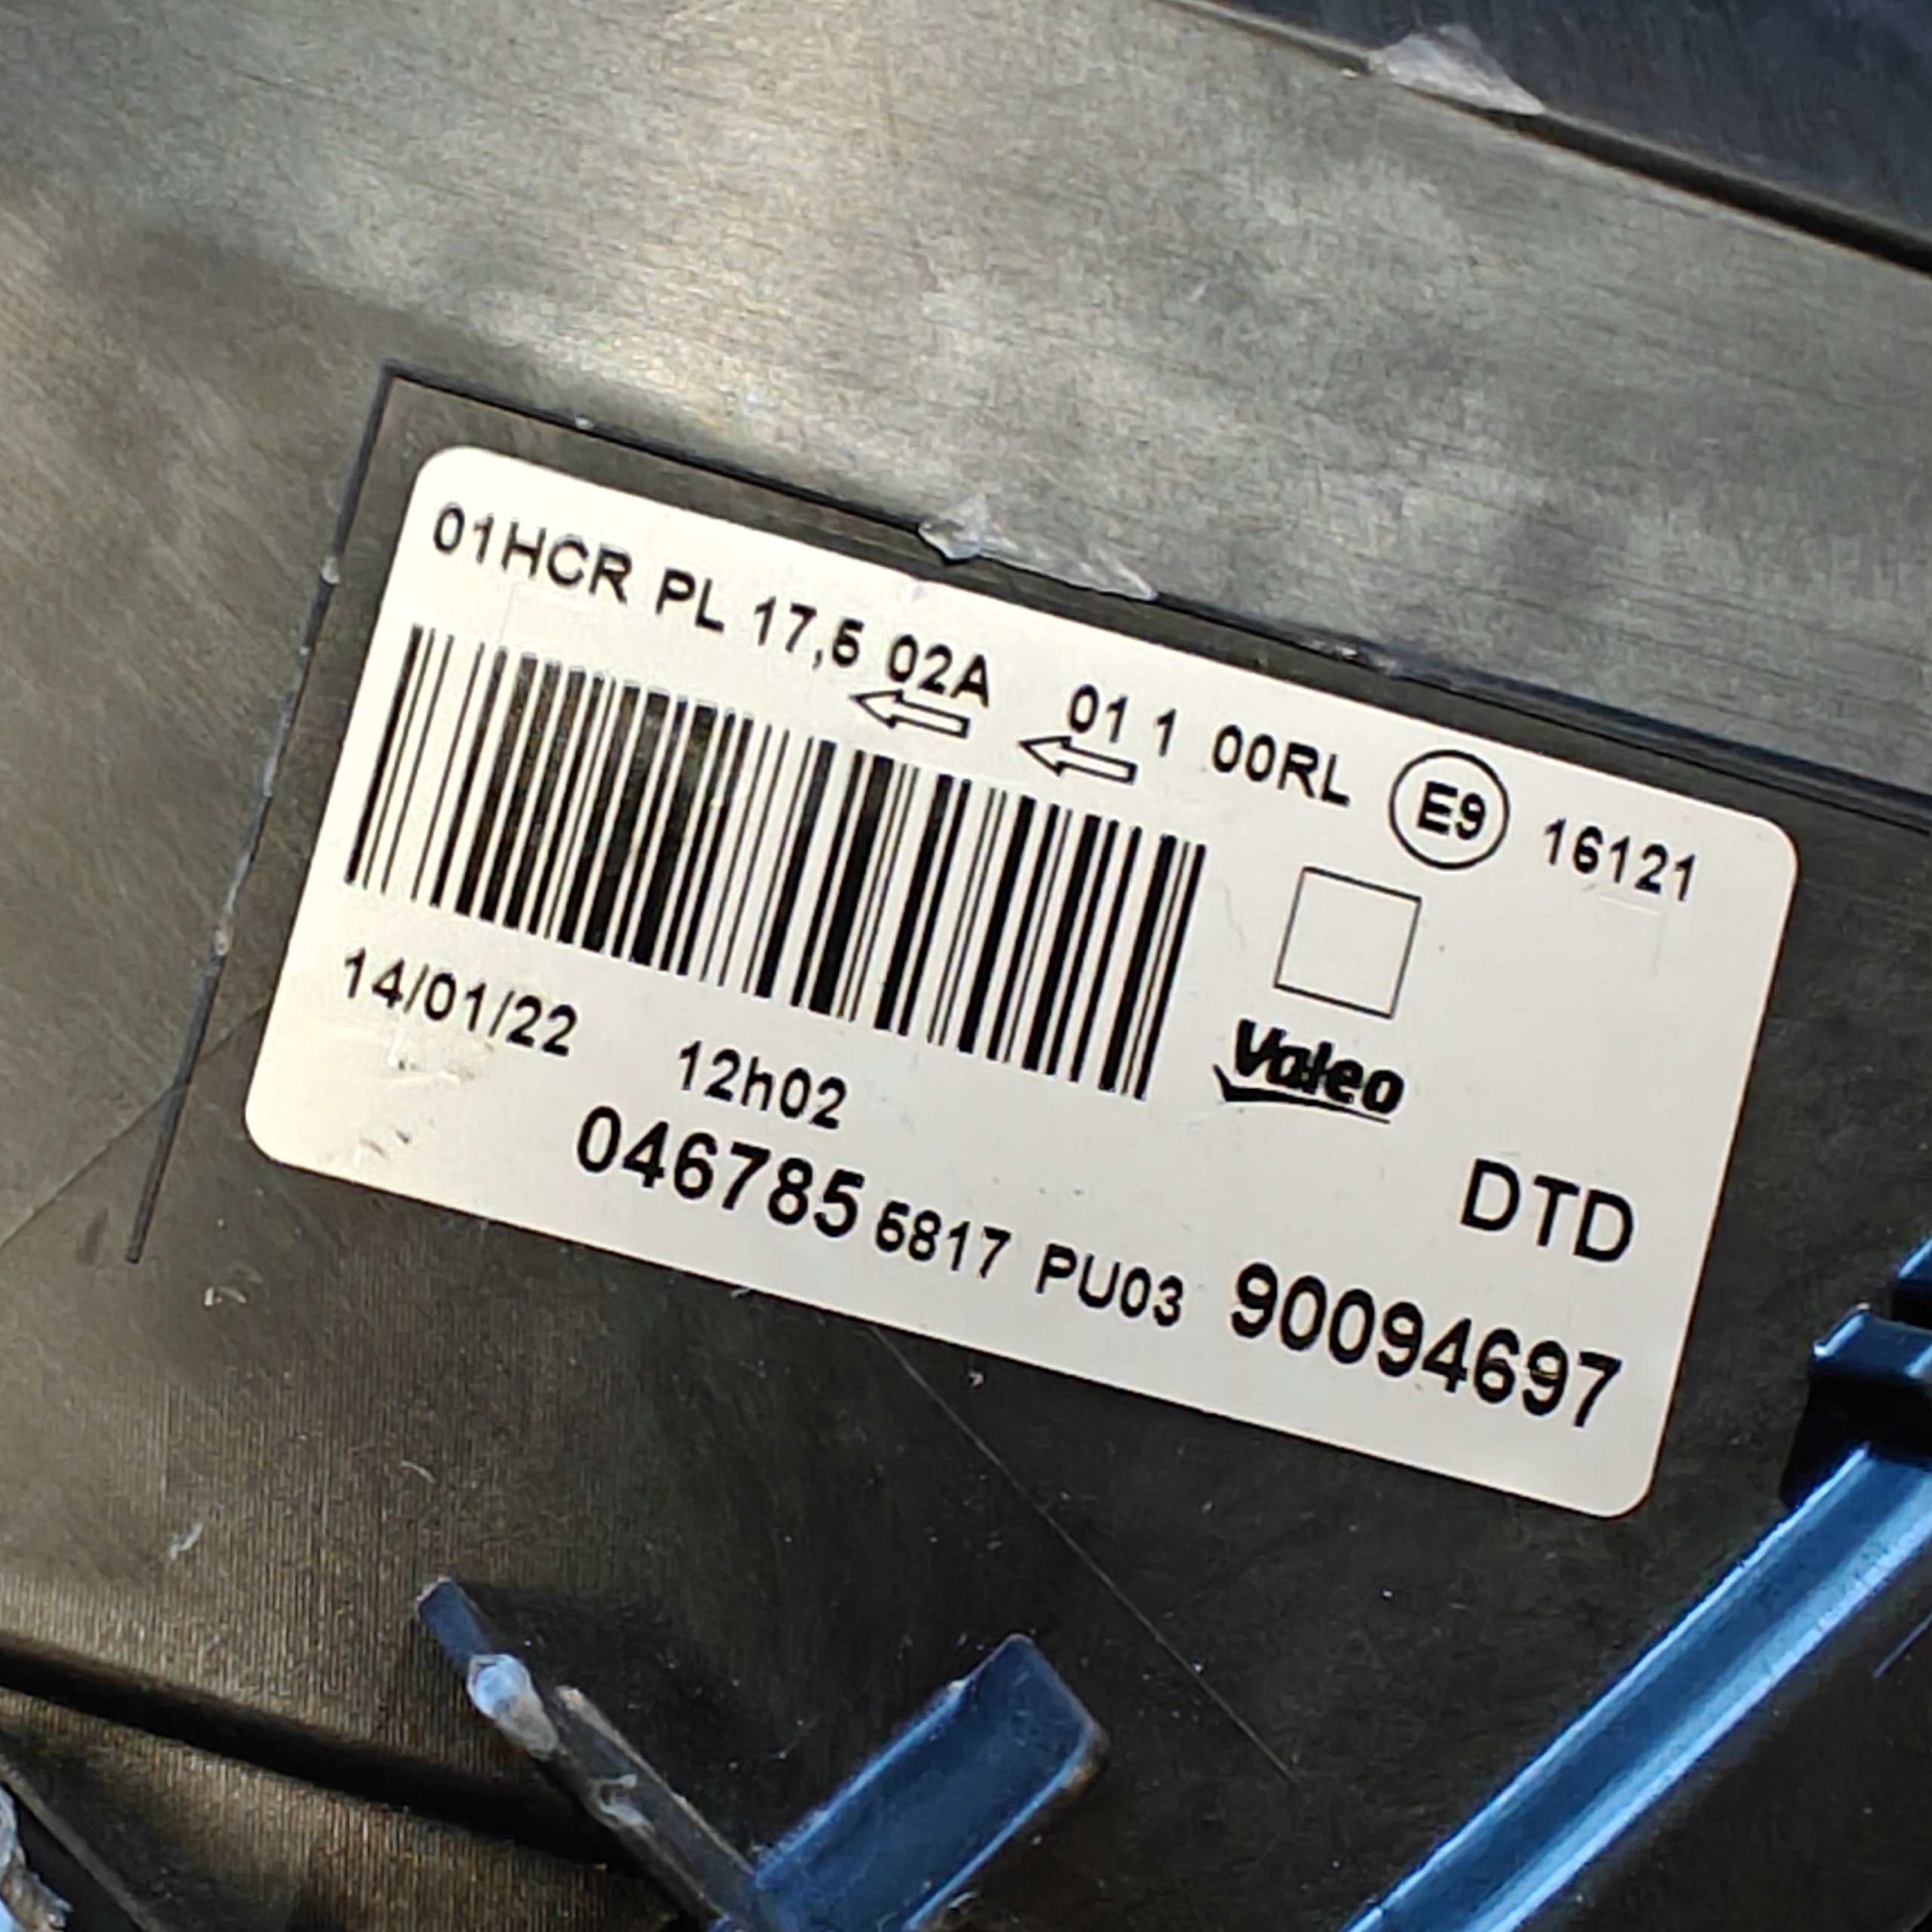 01HCR PL 17,5 02A 01 1 00RL E9 16121
14/01/22 12h02
Valeo
DTD
046785 6817 PU03 90094697